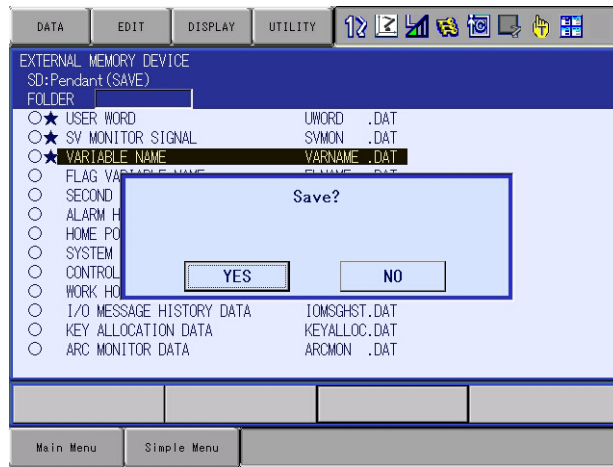 DATA EDIT DISPLAY UTILITY
EXTERNAL MEMORY DEVICE
SD:Pendant(SAVE)
FOLDER
USER WORD UWORD .DAT
SV MONITOR SIGNAL SVMON .DAT
VARIABLE NAME VARNAME .DAT
FLAG
SECOND
ALARM
HOME
SYSTEM
CONTROL
WORK
Save?
YES NO
I/O MESSAGE HISTORY DATA IOMSGHST.DAT
KEY ALLOCATION DATA KEYALLOC.DAT
ARC MONITOR DATA ARCMON .DAT
Main Menu Simple Menu